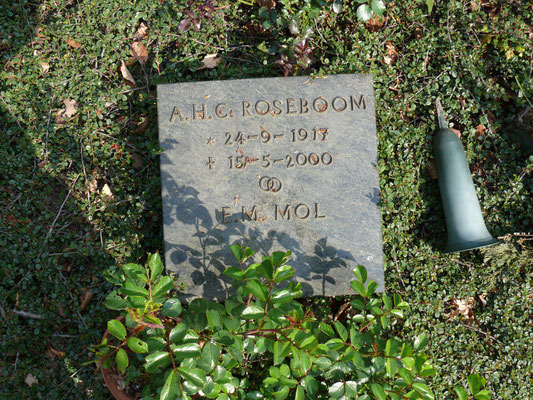 A.H.C. ROSEBOOM
* 24-9-1917
✝ 15-5-2000
E.M. MOL